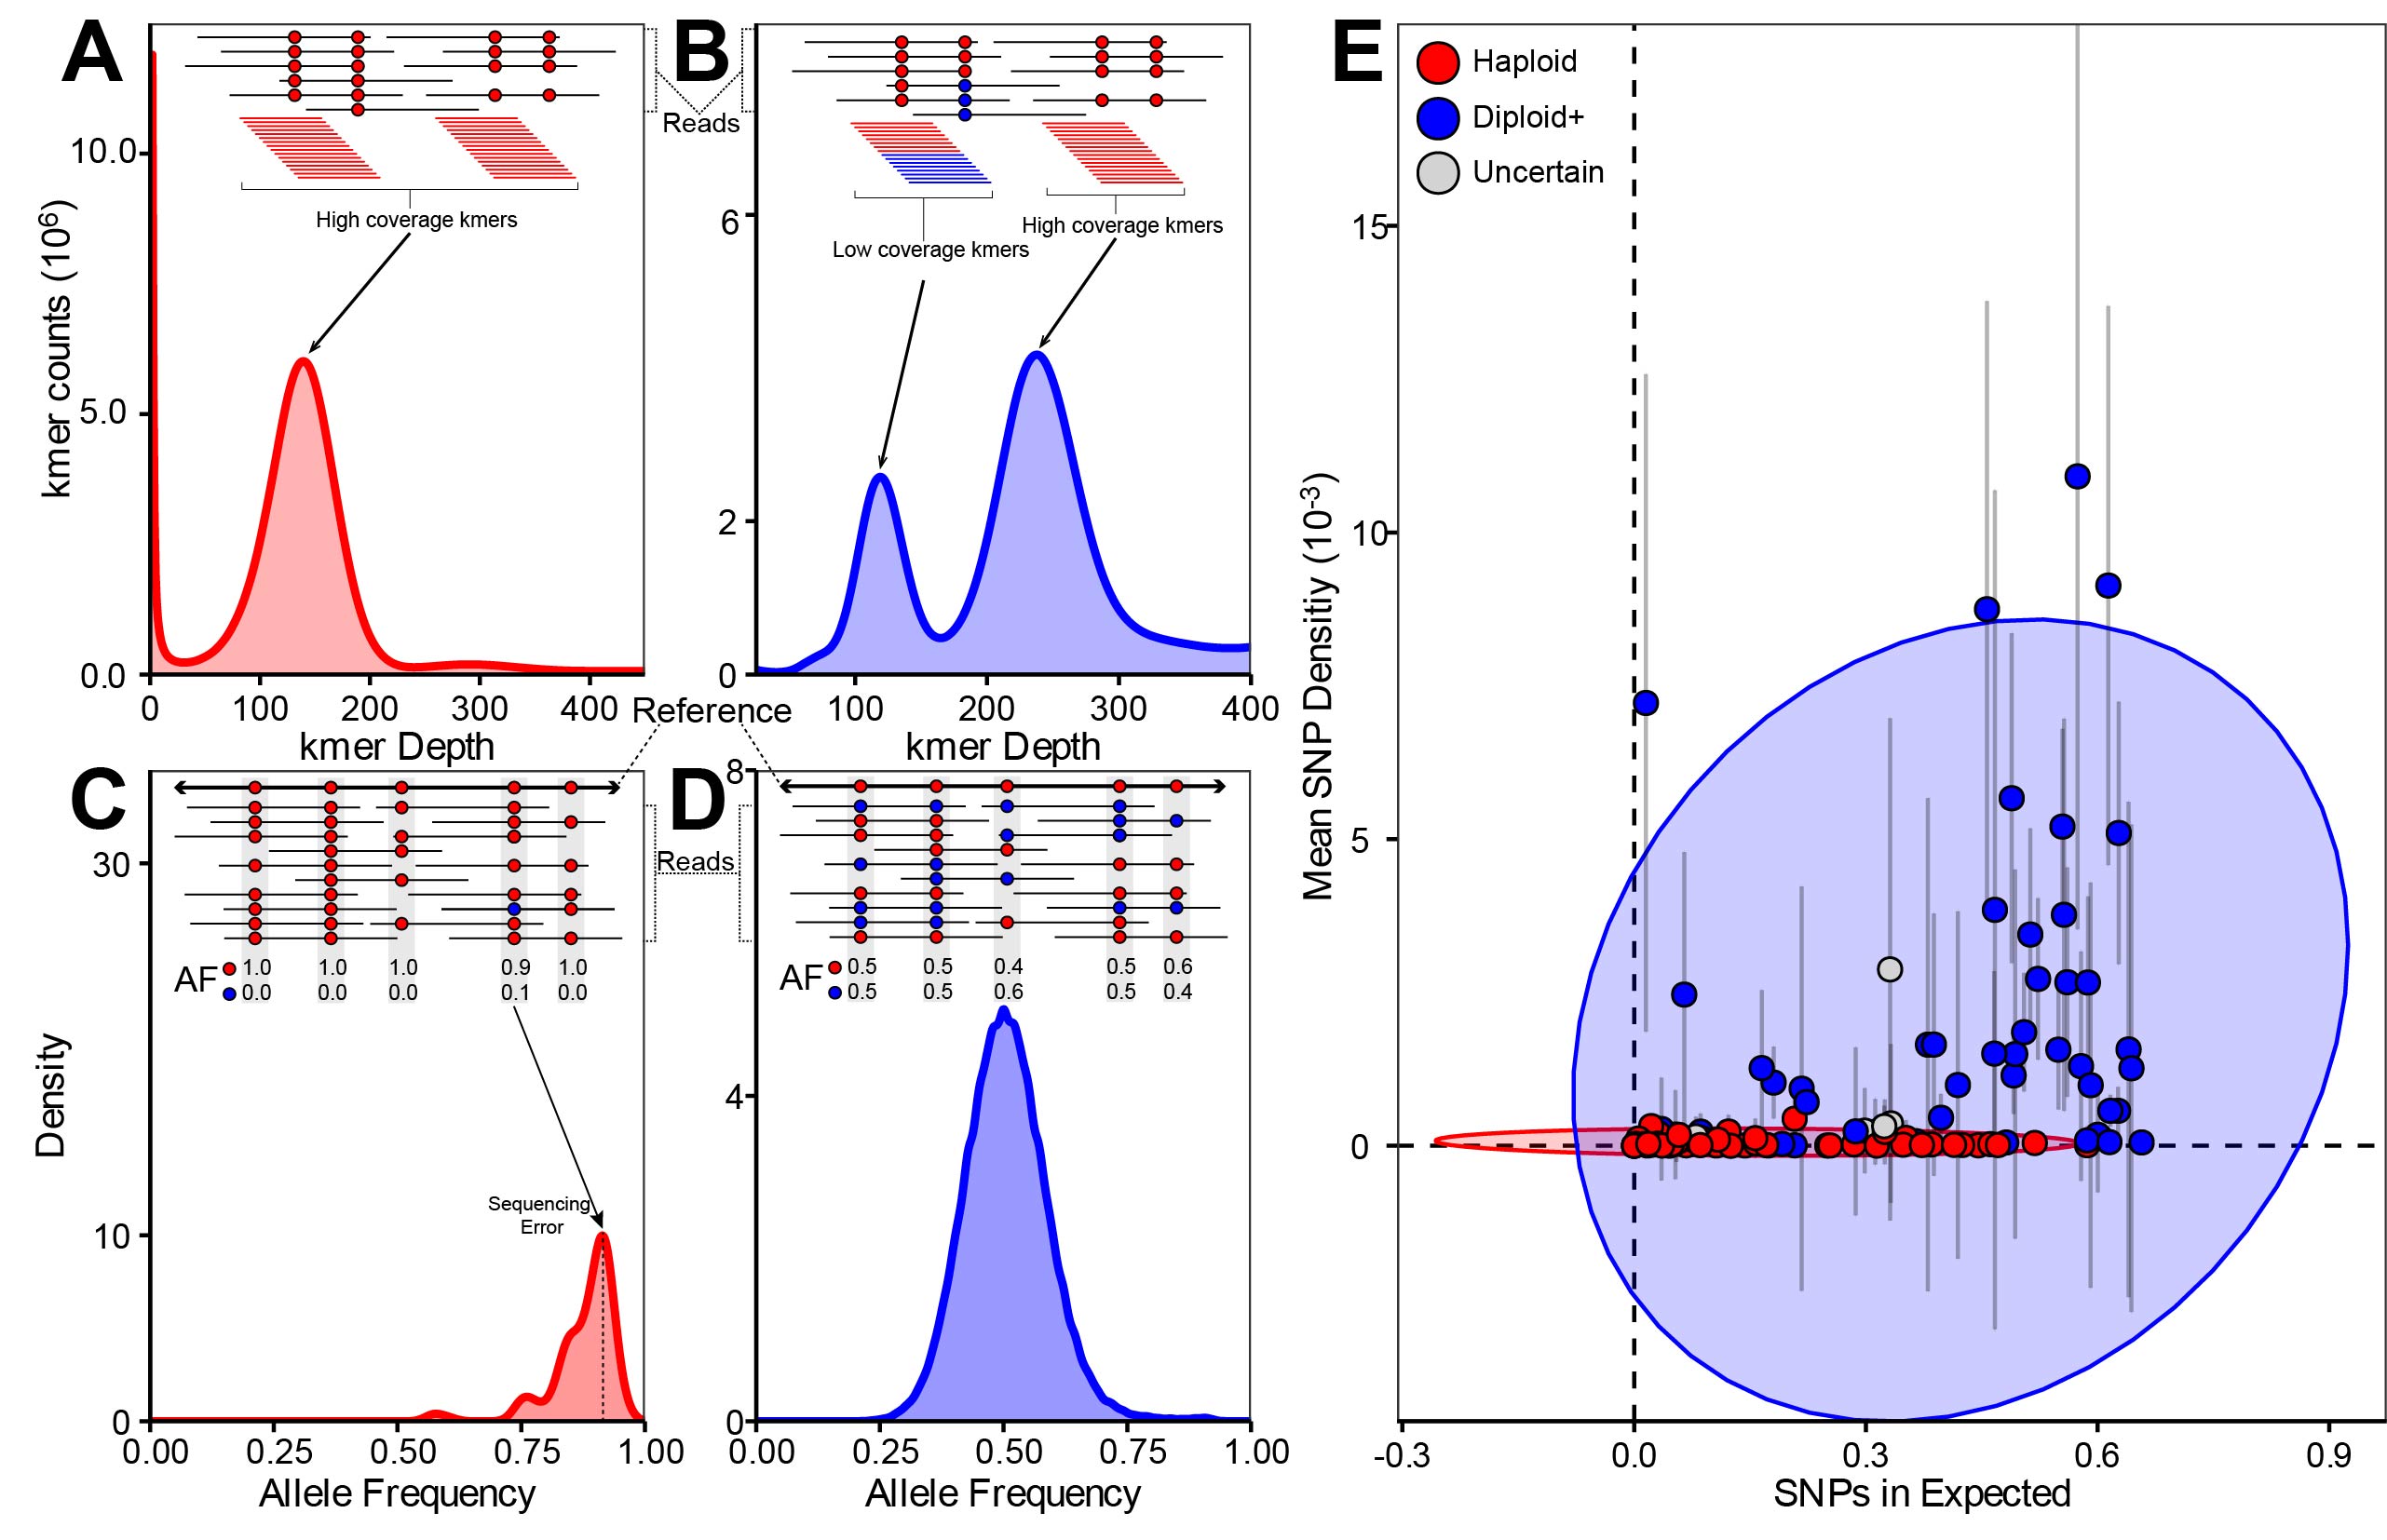 A
10.0
5.0
0.0
kmer counts (10⁶)
High coverage kmers
0 100 200 300 400
kmer Depth
B
Reads
6
2
0
Low coverage kmers
High coverage kmers
100 200 300 400
kmer Depth
Reference
C
30
10
0
Density
AF
1.0 1.0 1.0 0.9 1.0
0.0 0.0 0.0 0.1 0.0
Sequencing
Error
0.00 0.25 0.50 0.75 1.00
Allele Frequency
D
Reads
8
4
0
AF
0.5 0.5 0.4 0.5 0.6
0.5 0.5 0.6 0.5 0.4
0.00 0.25 0.50 0.75 1.00
Allele Frequency
E
Haploid
Diploid+
Uncertain
15
10
5
0
Mean SNP Densitiy (10⁻³)
-0.3 0.0 0.3 0.6 0.9
SNPs in Expected